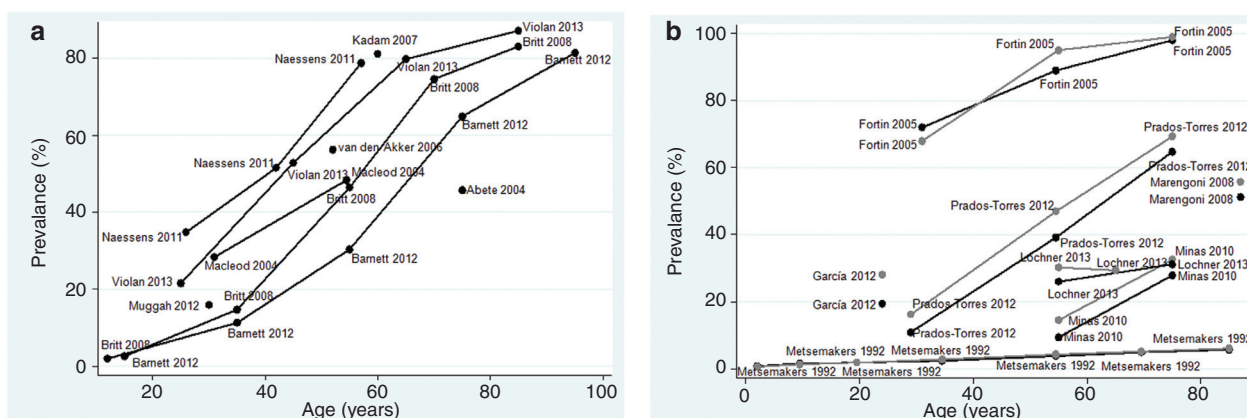 a
Prevalance (%)
80
60
40
20
0
20
40
60
80
100
Age (years)
Violan 2013
Kadam 2007
Britt 2008
Naessens 2011
Violan 2013
Barnett 2012
Britt 2008
Barnett 2012
van den Akker 2006
Naessens 2011
Violan 2013
Macleod 2004
Abete 2004
Britt 2008
Naessens 2011
Macleod 2004
Barnett 2012
Violan 2013
Muggah 2012
Britt 2008
Barnett 2012
Britt 2008
Barnett 2012
b
Prevalance (%)
100
80
60
40
20
0
0
20
40
60
80
Age (years)
Fortin 2005
Fortin 2005
Fortin 2005
Fortin 2005
Fortin 2005
Fortin 2005
Prados-Torres 2012
Prados-Torres 2012
Marengoni 2008
Marengoni 2008
Prados-Torres 2012
Prados-Torres 2012
Minas 2010
Lochner 2013
Lochner 2013
Lochner 2013
Minas 2010
García 2012
Lochner 2013
García 2012
Prados-Torres 2012
Minas 2010
Prados-Torres 2012
Minas 2010
Metsemakers 1992
Metsemakers 1992
Metsemakers 1992
Metsemakers 1992
Metsemakers 1992
Metsemakers 1992
Metsemakers 1992
Metsemakers 1992